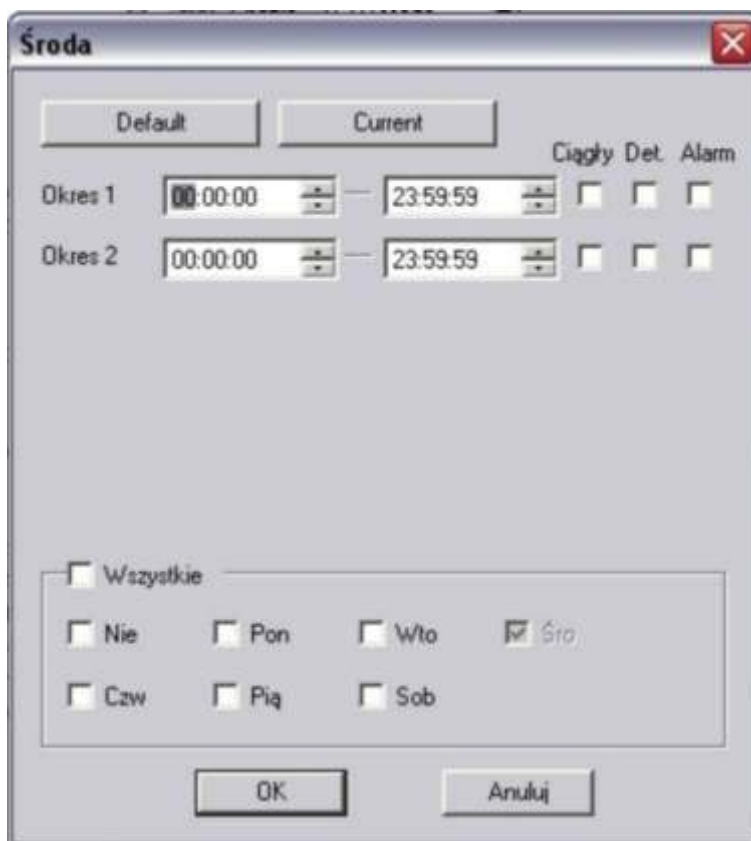 Środa
Default Current
Ciągły Det. Alarm
Okres 1 00:00:00 — 23:59:59
Okres 2 00:00:00 — 23:59:59
Wszystkie
Nie Pon Wto Śro
Czw Pią Sob
OK Anuluj